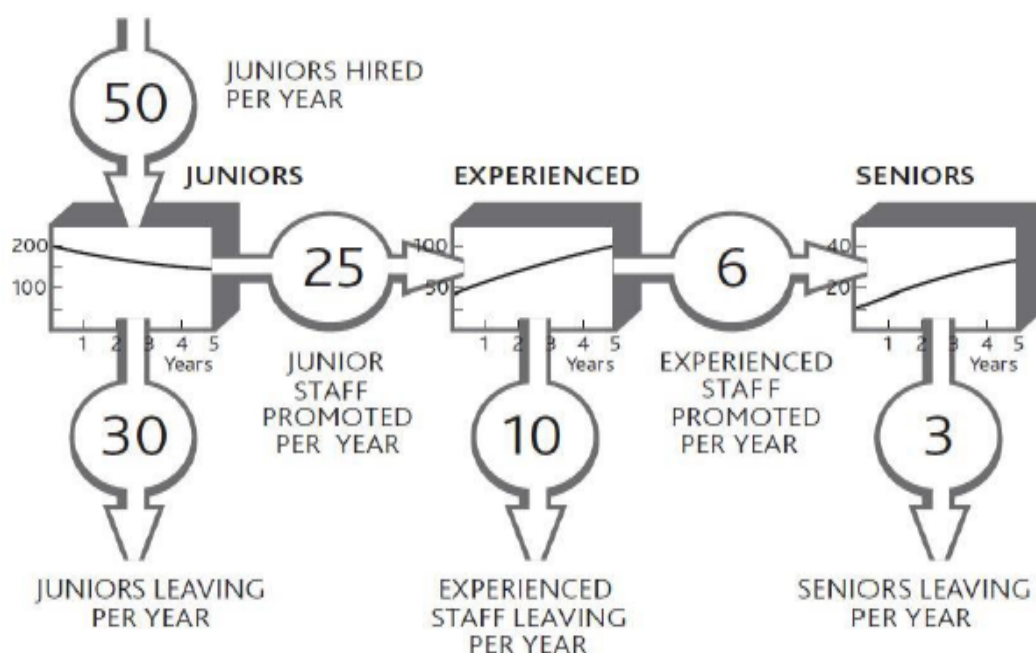 50
JUNIORS HIRED
PER YEAR
JUNIORS
EXPERIENCED
SENIORS
200
100
1 2 3 4 5
Years
25
100
50
1 2 3 4 5
Years
6
40
20
1 2 3 4 5
Years
JUNIOR
STAFF
PROMOTED
PER YEAR
EXPERIENCED
STAFF
PROMOTED
PER YEAR
30
10
3
JUNIORS LEAVING
PER YEAR
EXPERIENCED
STAFF LEAVING
PER YEAR
SENIORS LEAVING
PER YEAR